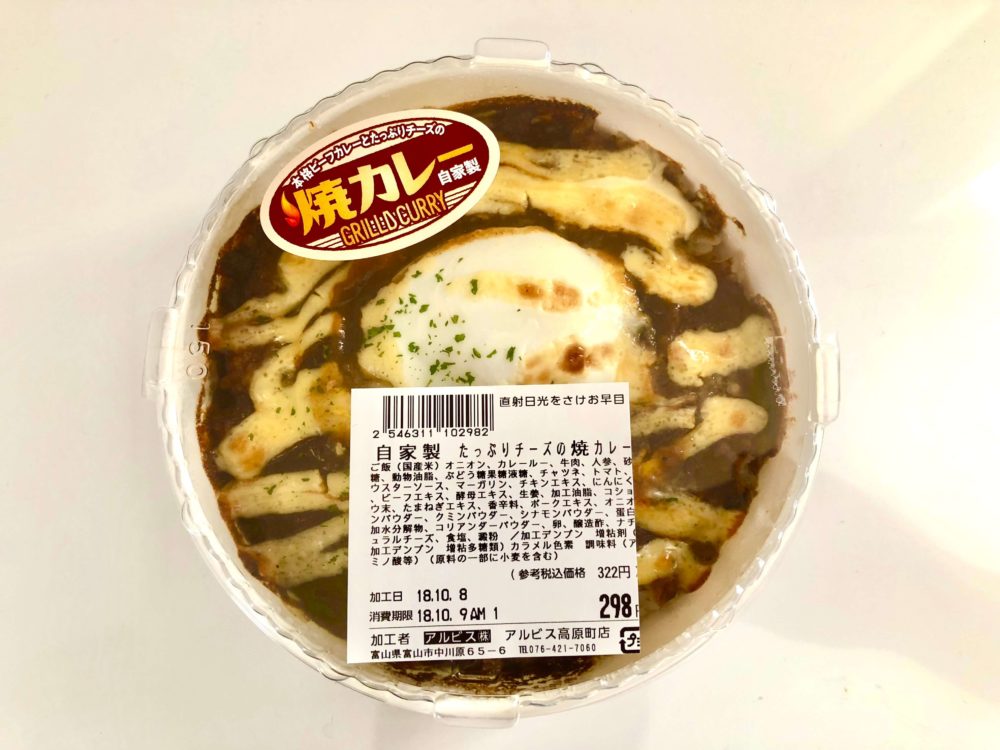 本格ビーフカレーとたっぷりチーズの
焼カレー
自家製
GRILLD CURRY
150
直射日光をさけお早目
2 546311 102982
自家製 たっぷりチーズの焼カレー
ご飯(国産米)オニオン、カレールー、牛肉、人参、砂
糖、動物油脂、ぶどう糖果糖液糖、チャツネ、トマト、
ウスターソース、マーガリン、チキンエキス、にんにく
、ビーフエキス、酵母エキス、生姜、加工油脂、コショ
ウ末、たまねぎエキス、香辛料、ポークエキス、オニオ
ンパウダー、クミンパウダー、シナモンパウダー、蛋白
加水分解物、コリアンダーパウダー、卵、醸造酢、ナチ
ュラルチーズ、食塩、澱粉 /加工デンプン 増粘剤(
加工デンプン 増粘多糖類)カラメル色素 調味料(ア
ミノ酸等)(原料の一部に小麦を含む)
(参考税込価格 322円)
加工日 18.10. 8
消費期限 18.10. 9 AM 1
298円
加工者 アルビス㈱ アルビス高原町店
富山県富山市中川原65-6 TEL076-421-7060